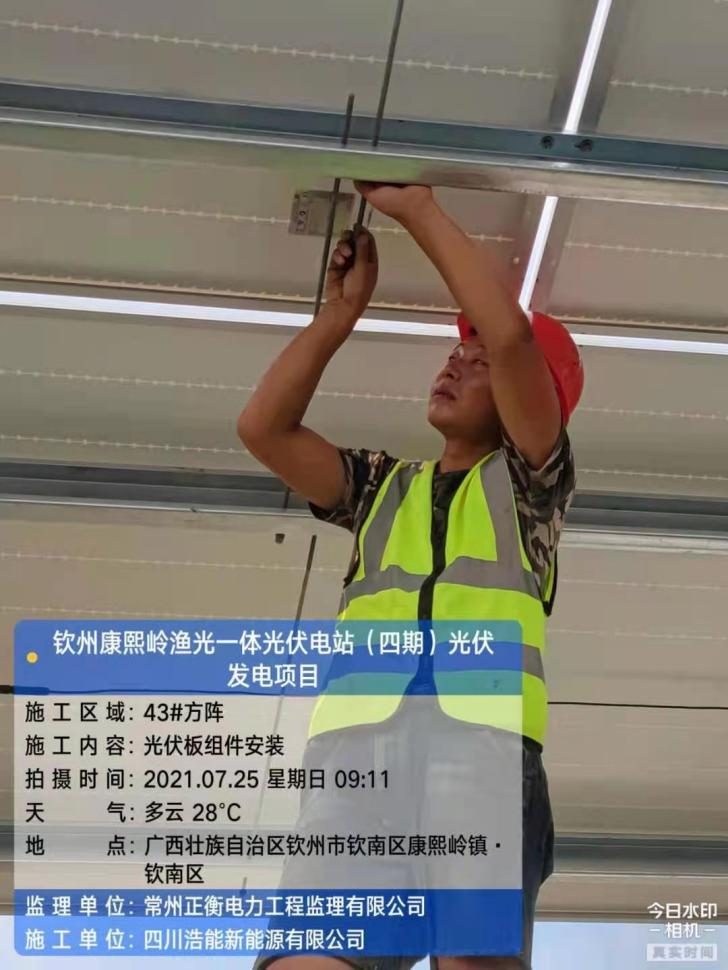 钦州康熙岭渔光一体光伏电站（四期）光伏
发电项目
施工区域：43#方阵
施工内容：光伏板组件安装
拍摄时间：2021.07.25 星期日 09:11
天气：多云 28°C
地点：广西壮族自治区钦州市钦南区康熙岭镇·
钦南区
监理单位：常州正衡电力工程监理有限公司
施工单位：四川浩能新能源有限公司
今日水印
-相机-
真实时间